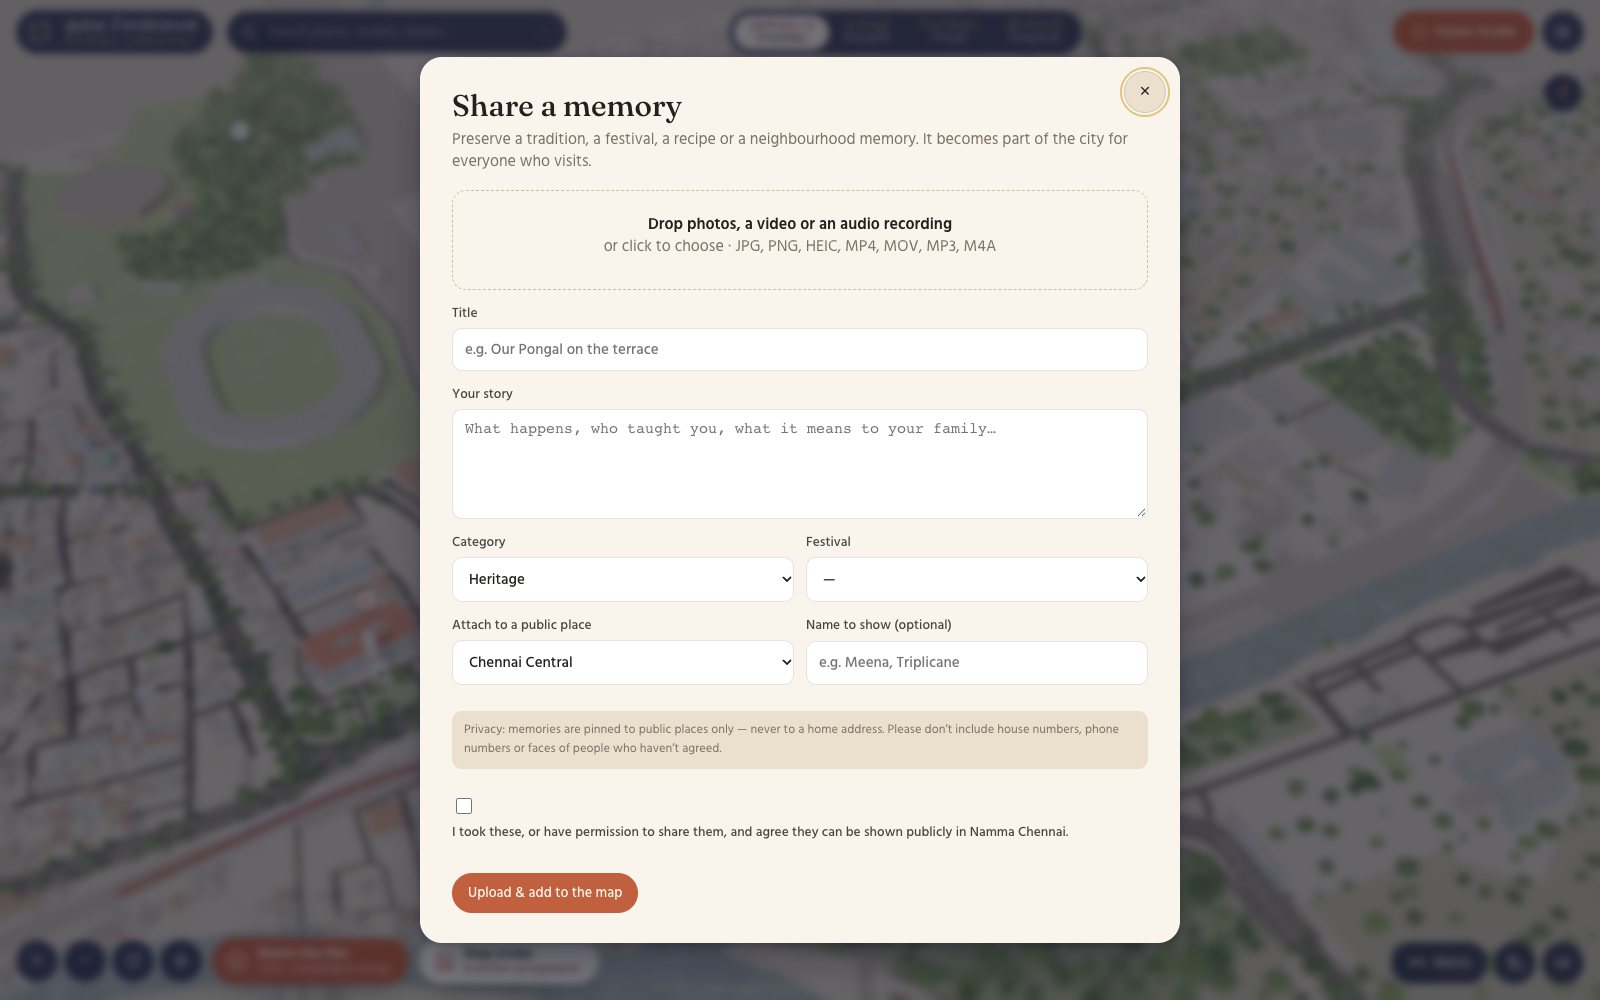 Share a memory
×
Preserve a tradition, a festival, a recipe or a neighbourhood memory. It becomes part of the city for
everyone who visits.
Drop photos, a video or an audio recording
or click to choose · JPG, PNG, HEIC, MP4, MOV, MP3, M4A
Title
e.g. Our Pongal on the terrace
Your story
What happens, who taught you, what it means to your family…
Category
Festival
Heritage
—
Attach to a public place
Name to show (optional)
Chennai Central
e.g. Meena, Triplicane
Privacy: memories are pinned to public places only — never to a home address. Please don’t include house numbers, phone
numbers or faces of people who haven’t agreed.
I took these, or have permission to share them, and agree they can be shown publicly in Namma Chennai.
Upload & add to the map